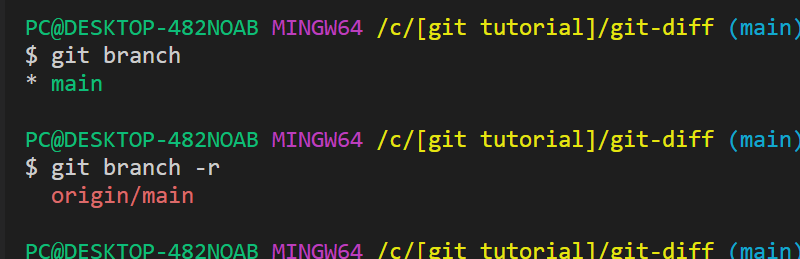 PC@DESKTOP-482NOAB MINGW64 /c/[git tutorial]/git-diff (main)
$ git branch
* main
PC@DESKTOP-482NOAB MINGW64 /c/[git tutorial]/git-diff (main)
$ git branch -r
origin/main
PC@DESKTOP-482NOAB MINGW64 /c/[git tutorial]/git-diff (main)